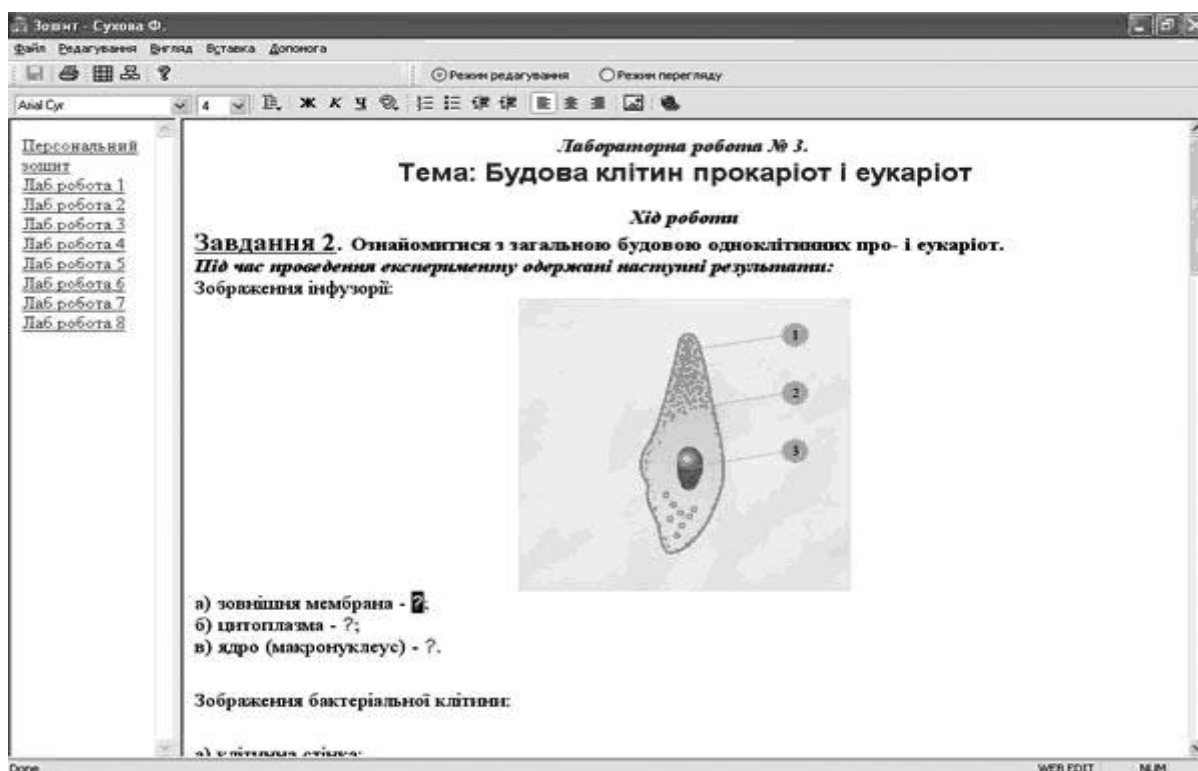 Зошит - Сухова Ф.
Файл Редагування Вигляд Вставка Допомога
Режим редагування Режим перегляду
Arial Cyr 4 Ж К Ч
Персональний
зошит
Лаб робота 1
Лаб робота 2
Лаб робота 3
Лаб робота 4
Лаб робота 5
Лаб робота 6
Лаб робота 7
Лаб робота 8
Лабораторна робота № 3.
Тема: Будова клітин прокаріот і еукаріот
Хід роботи
Завдання 2. Ознайомитися з загальною будовою одноклітинних про- і еукаріот.
Під час проведення експерименту одержані наступні результати:
Зображення інфузорії:
1
2
3
а) зовнішня мембрана - ?;
б) цитоплазма - ?;
в) ядро (макронуклеус) - ?.
Зображення бактеріальної клітини:
а) клітинна стінка;
Done WEB EDIT NUM